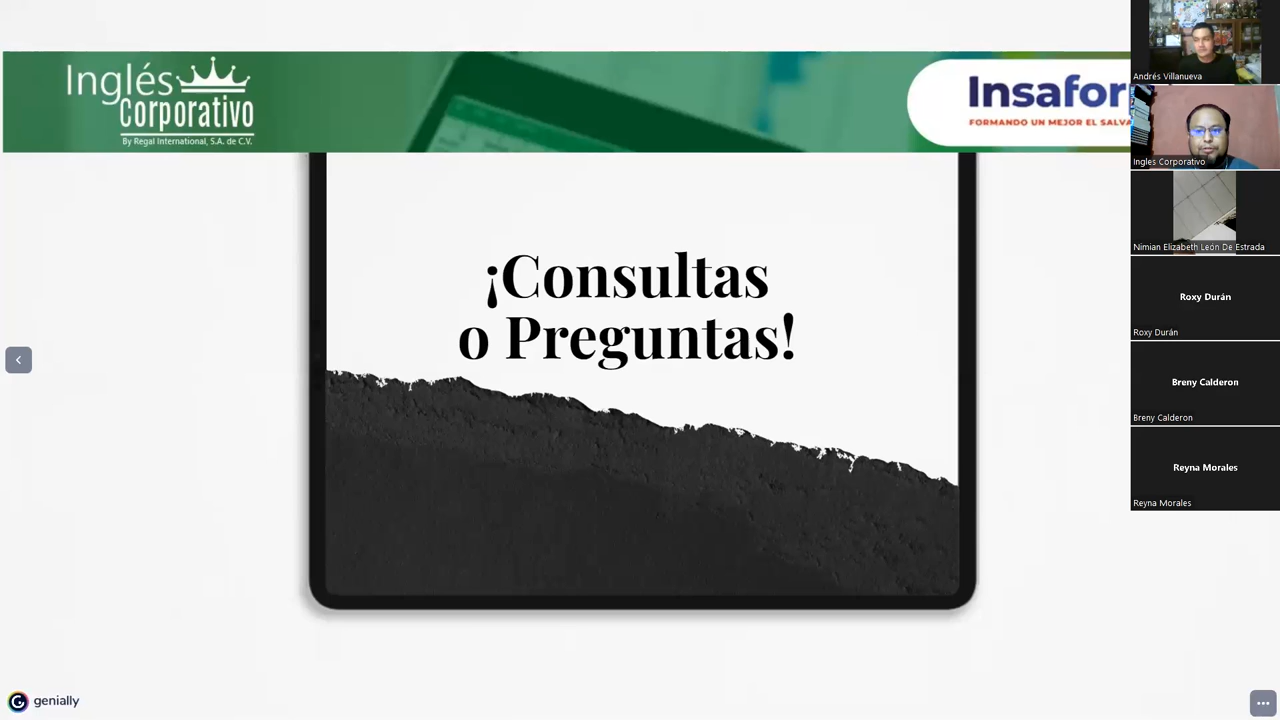 Inglés
Corporativo
By Regal International, S.A. de C.V.
Insafor
FORMANDO UN MEJOR EL SALVA
¡Consultas
o Preguntas!
genially
Andrés Villanueva
Ingles Corporativo
Nimian Elizabeth León De Estrada
Roxy Durán
Roxy Durán
Breny Calderon
Breny Calderon
Reyna Morales
Reyna Morales